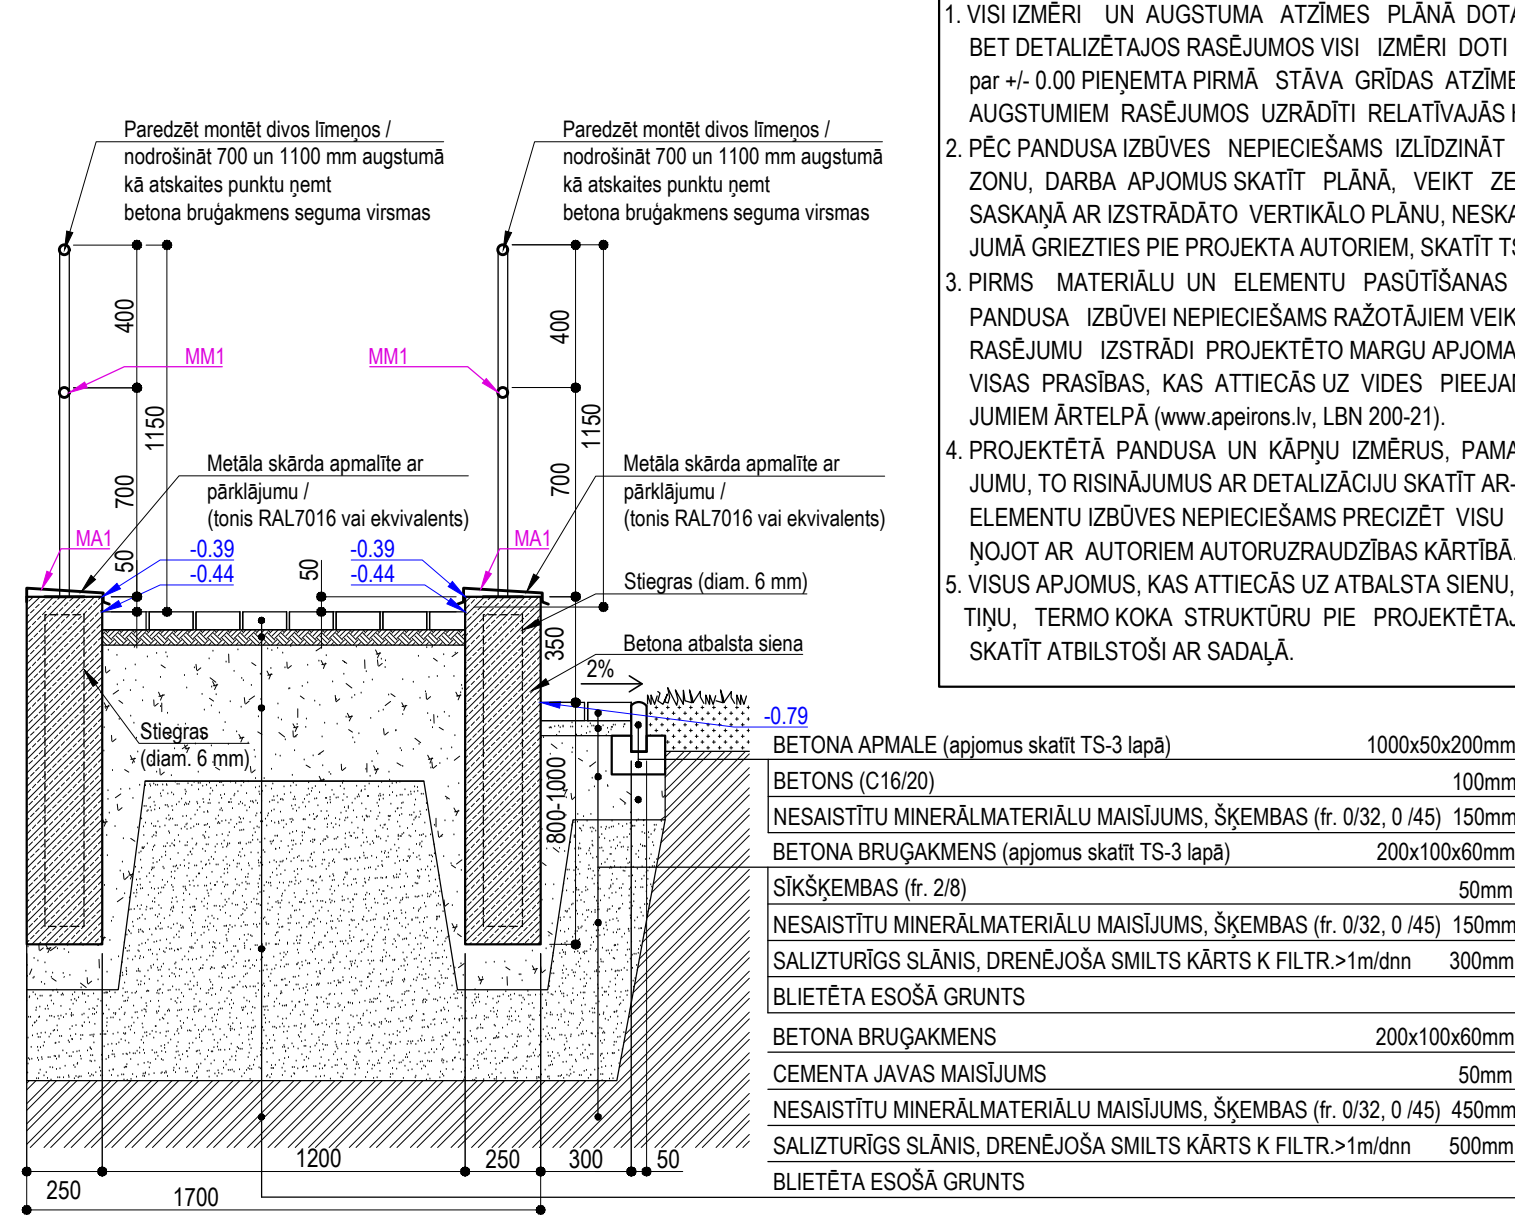 1. VISI IZMĒRI UN AUGSTUMA ATZĪMES PLĀNĀ
BET DETALIZĒTAJOS RASĒJUMOS VISI IZMĒRI DOTI
par +/- 0.00 PIEŅEMTA PIRMĀ STĀVA GRĪDAS
AUGSTUMIEM RASĒJUMOS UZRĀDĪTI RELATĪVAJĀS
2. PĒC PANDUSA IZBŪVES NEPIECIEŠAMS IZLĪDZINĀT
ZONU, DARBA APJOMUS SKATĪT PLĀNĀ, VEIKT
SASKAŅĀ AR IZSTRĀDĀTO VERTIKĀLO PLĀNU,
JUMĀ GRIEZTIES PIE PROJEKTA AUTORIEM, SKATĪT
3. PIRMS MATERIĀLU UN ELEMENTU PASŪTĪŠANAS
PANDUSA IZBŪVEI NEPIECIEŠAMS RAŽOTĀJIEM
RASĒJUMU IZSTRĀDI PROJEKTĒTO MARGU
VISAS PRASĪBAS, KAS ATTIECĀS UZ VIDES
JUMIEM ĀRTELPĀ (www.apeirons.lv, LBN 200-21).
4. PROJEKTĒTĀ PANDUSA UN KĀPŅU IZMĒRUS,
JUMU, TO RISINĀJUMUS AR DETALIZĀCIJU SKATĪT AR-
ELEMENTU IZBŪVES NEPIECIEŠAMS PRECIZĒT VISU
ŅOJOT AR AUTORIEM AUTORUZRAUDZĪBAS KĀRTĪBĀ.
5. VISUS APJOMUS, KAS ATTIECĀS UZ ATBALSTA SIENU,
TIŅU, TERMO KOKA STRUKTŪRU PIE
SKATĪT ATBILSTOŠI AR SADAĻĀ.
Paredzēt montēt divos līmeņos /
nodrošināt 700 un 1100 mm augstumā
kā atskaites punktu ņemt
betona bruģakmens seguma virsmas
Paredzēt montēt divos līmeņos /
nodrošināt 700 un 1100 mm augstumā
kā atskaites punktu ņemt
betona bruģakmens seguma virsmas
400
400
MM1
MM1
1150
1150
700
700
Metāla skārda apmalīte ar
pārklājumu /
(tonis RAL7016 vai ekvivalents)
Metāla skārda apmalīte ar
pārklājumu /
(tonis RAL7016 vai ekvivalents)
MA1
MA1
50
50
-0.39
-0.44
-0.39
-0.44
Stiegras (diam. 6 mm)
Betona atbalsta siena
350
2%
-0.79
Stiegras
(diam. 6 mm)
800-1000
BETONA APMALE (apjomus skatīt TS-3 lapā) 1000x50x200mm
BETONS (C16/20) 100mm
NESAISTĪTU MINERĀLMATERIĀLU MAISĪJUMS, ŠĶEMBAS (fr. 0/32, 0 /45) 150mm
BETONA BRUĢAKMENS (apjomus skatīt TS-3 lapā) 200x100x60mm
SĪKŠĶEMBAS (fr. 2/8) 50mm
NESAISTĪTU MINERĀLMATERIĀLU MAISĪJUMS, ŠĶEMBAS (fr. 0/32, 0 /45) 150mm
SALIZTURĪGS SLĀNIS, DRENĒJOŠA SMILTS KĀRTS K FILTR.>1m/dnn 300mm
BLIETĒTA ESOŠĀ GRUNTS
BETONA BRUĢAKMENS 200x100x60mm
CEMENTA JAVAS MAISĪJUMS 50mm
NESAISTĪTU MINERĀLMATERIĀLU MAISĪJUMS, ŠĶEMBAS (fr. 0/32, 0 /45) 450mm
SALIZTURĪGS SLĀNIS, DRENĒJOŠA SMILTS KĀRTS K FILTR.>1m/dnn 500mm
BLIETĒTA ESOŠĀ GRUNTS
250
1200
250
300
50
1700